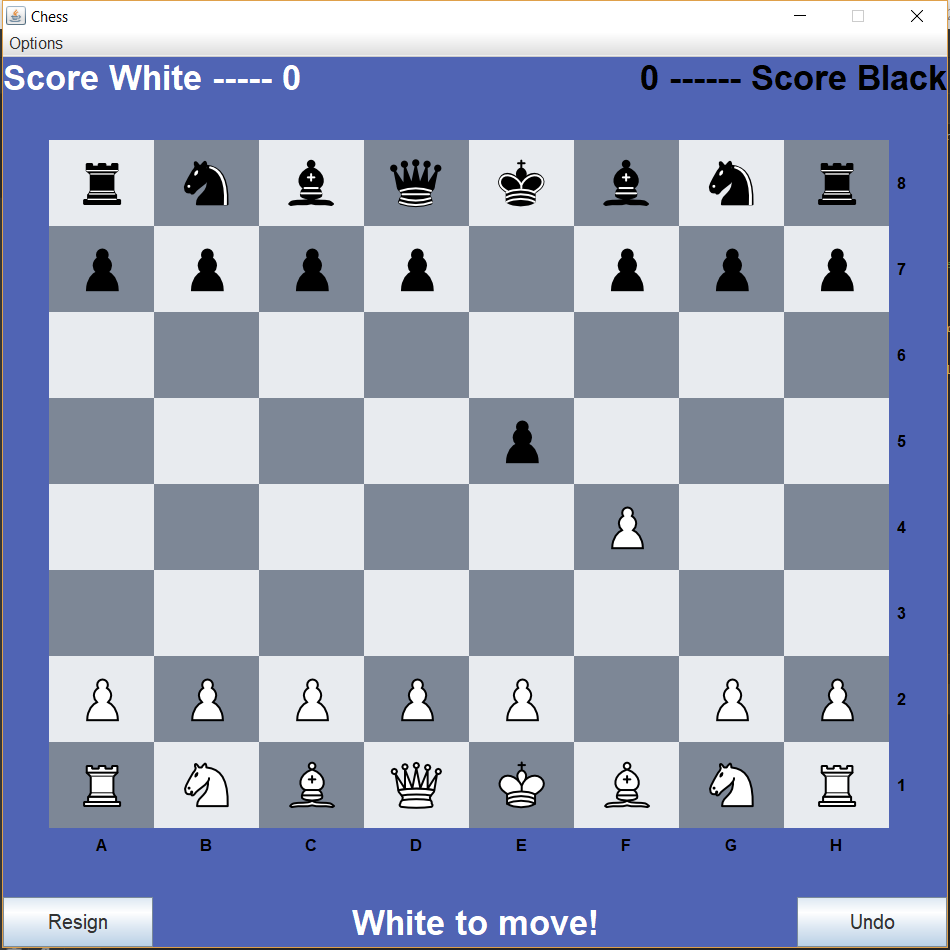 Chess
Options
Score White ----- 0
0 ------ Score Black
8
7
6
5
4
3
2
1
A B C D E F G H
Resign
White to move!
Undo